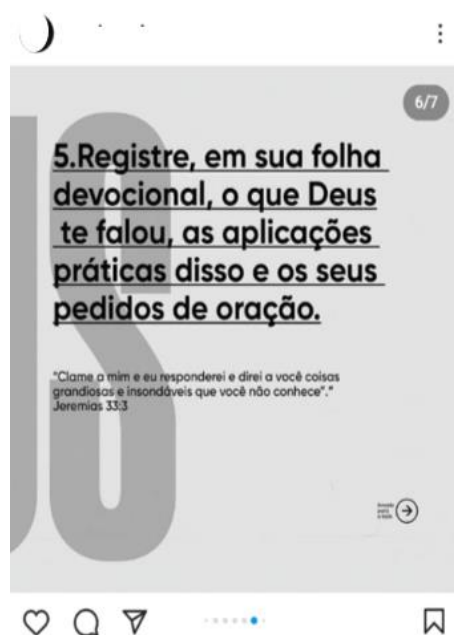 6/7
5.Registre, em sua folha
devocional, o que Deus
te falou, as aplicações
práticas disso e os seus
pedidos de oração.
"Clame a mim e eu responderei e direi a você coisas
grandiosas e insondáveis que você não conhece"."
Jeremias 33:3
US